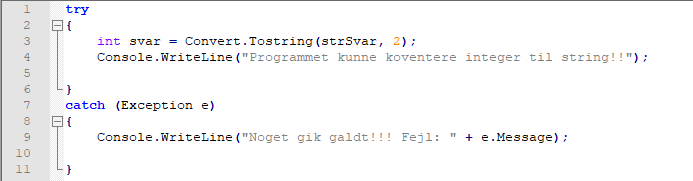 1 try
2 {
3 int svar = Convert.Tostring(strSvar, 2);
4 Console.WriteLine("Programmet kunne koventere integer til string!!");
5
6 }
7 catch (Exception e)
8 {
9 Console.WriteLine("Noget gik galdt!!! Fejl: " + e.Message);
10
11 }